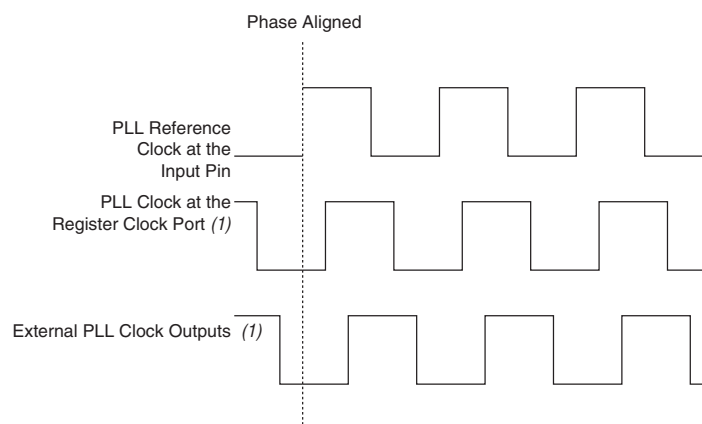 Phase Aligned
PLL Reference
Clock at the
Input Pin
PLL Clock at the
Register Clock Port (1)
External PLL Clock Outputs (1)